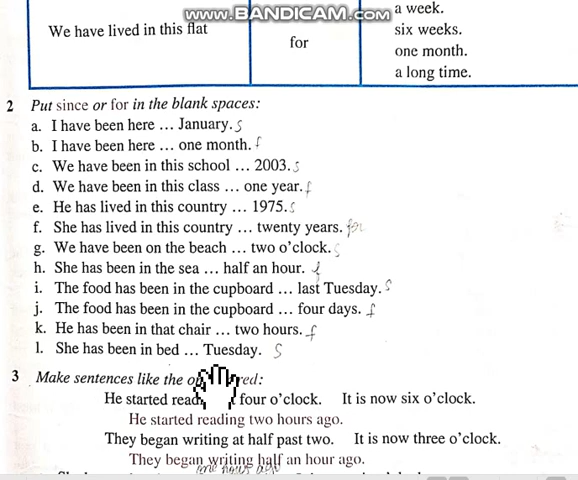 www.BANDICAM.com
a week.
We have lived in this flat
six weeks.
for
one month.
a long time.
2 Put since or for in the blank spaces:
a. I have been here ... January. s
b. I have been here ... one month. f
c. We have been in this school ... 2003. s
d. We have been in this class ... one year. f
e. He has lived in this country ... 1975. s
f. She has lived in this country ... twenty years. for
g. We have been on the beach ... two o'clock. s
h. She has been in the sea ... half an hour. f
i. The food has been in the cupboard ... last Tuesday. s
j. The food has been in the cupboard ... four days. f
k. He has been in that chair ... two hours. f
l. She has been in bed ... Tuesday. S
3 Make sentences like the
He started four o'clock. It is now six o'clock.
He started reading two hours ago.
They began writing at half past two. It is now three o'clock.
They began writing half an hour ago.
one hours ago